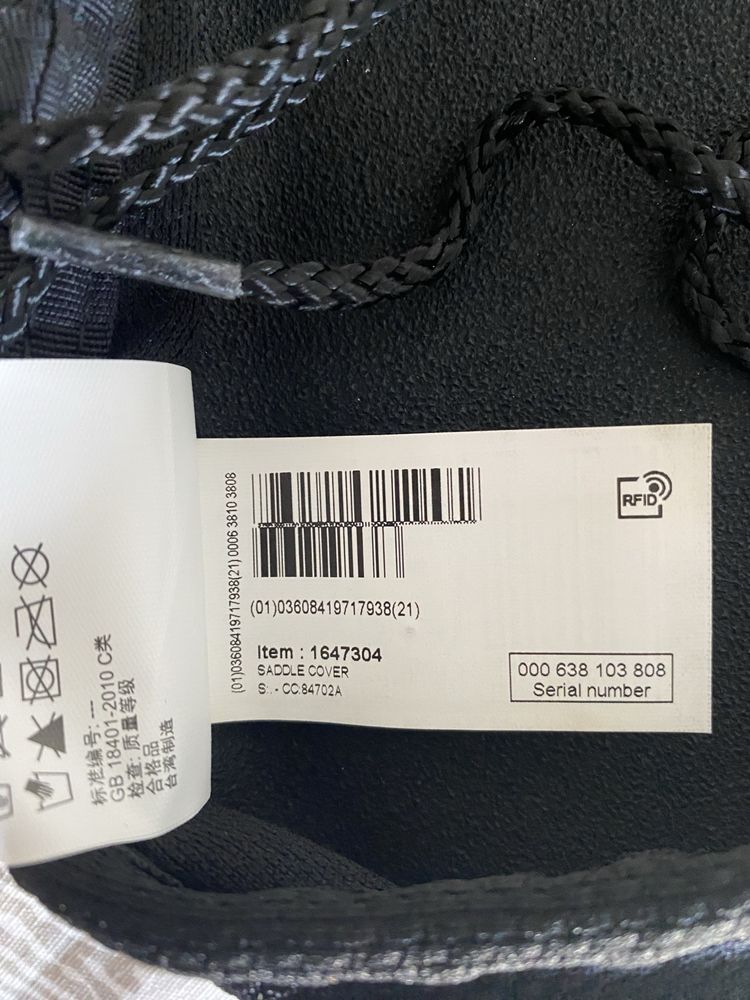 RFID
(01)03608419717938(21) 0006 3810 3808
(01)03608419717938(21)
Item : 1647304
SADDLE COVER
S:. - CC:84702A
000 638 103 808
Serial number
标准编号: ---
GB 18401-2010 C类
检查: 质量等级
合格品
台湾制造